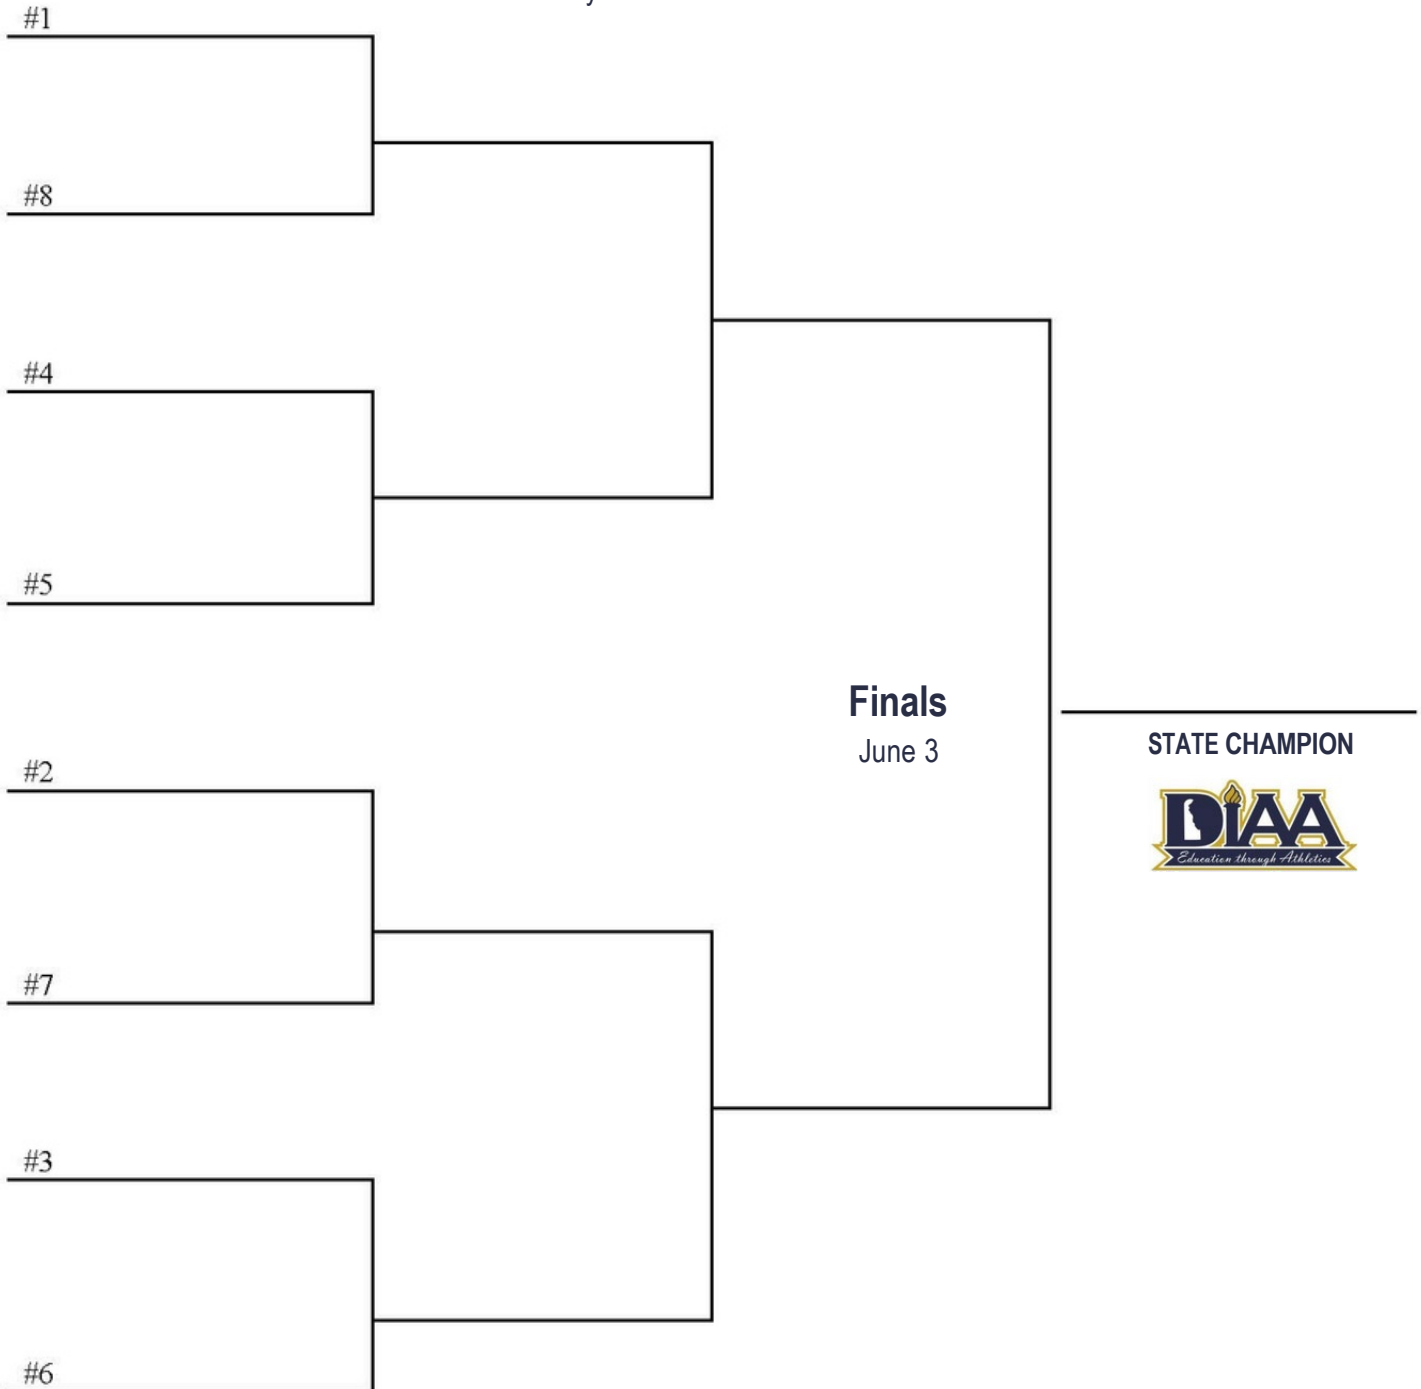 #1
#8
#4
#5
Finals
June 3
STATE CHAMPION
DIAA
Education through Athletics
#2
#7
#3
#6